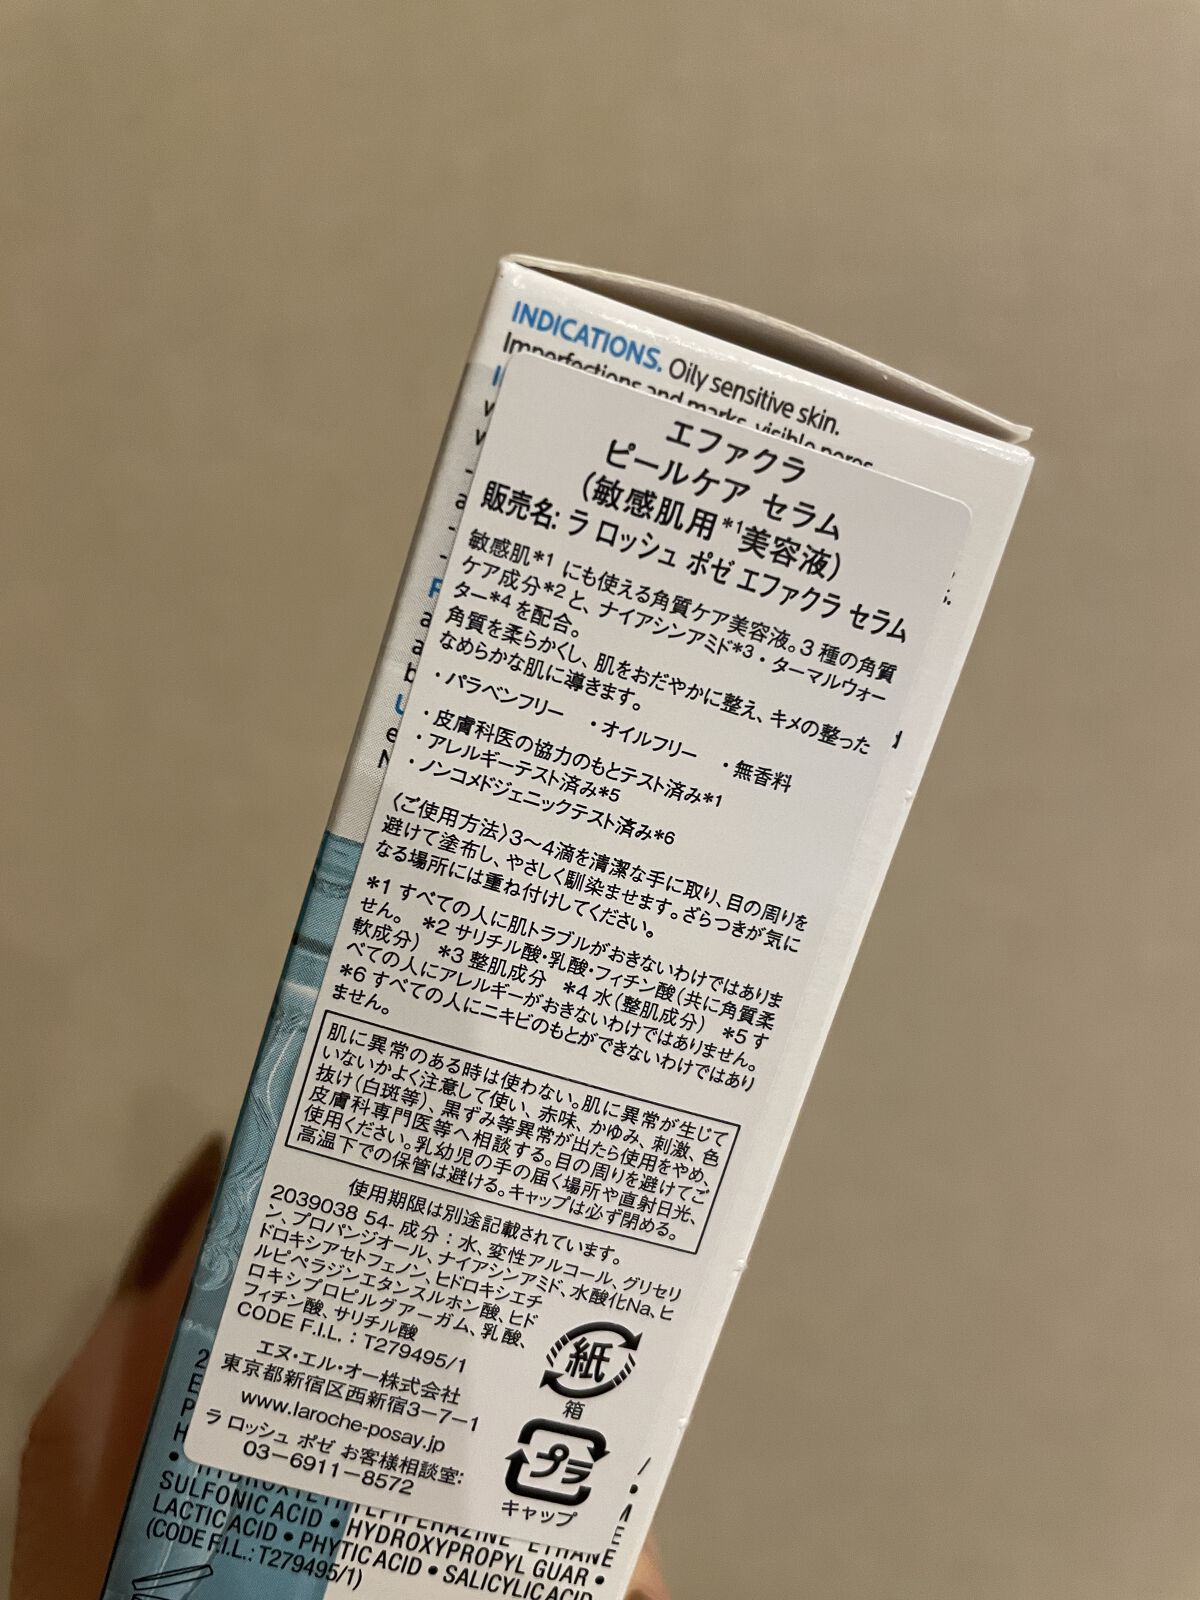 INDICATIONS. Oily sensitive skin.
Imperfections and marks, visible pores
エファクラ
ピールケア セラム
(敏感肌用*1美容液)
販売名: ラ ロッシュ ポゼ エファクラ セラム
敏感肌*1 にも使える角質ケア美容液。3 種の角質
ケア成分*2と、ナイアシンアミド*3・ターマルウォー
ター*4 を配合。
角質を柔らかくし、肌をおだやかに整え、キメの整った
なめらかな肌に導きます。
・パラベンフリー ・オイルフリー ・無香料
・皮膚科医の協力のもとテスト済み*1
・アレルギーテスト済み*5
・ノンコメドジェニックテスト済み*6
〈ご使用方法〉3〜4滴を清潔な手に取り、目の周りを
避けて塗布し、やさしく馴染ませます。ざらつきが気に
なる場所には重ね付けしてください。
*1 すべての人に肌トラブルがおきないわけではありま
せん。 *2 サリチル酸・乳酸・フィチン酸(共に角質柔
軟成分) *3 整肌成分 *4 水(整肌成分) *5 す
べての人にアレルギーがおきないわけではありません。
*6 すべての人にニキビのもとができないわけではあり
ません。
肌に異常のある時は使わない。肌に異常が生じて
いないかよく注意して使い、赤味、かゆみ、刺激、色
抜け(白斑等)、黒ずみ等異常が出たら使用をやめ、
皮膚科専門医等へ相談する。目の周りを避けてご
使用ください。乳幼児の手の届く場所や直射日光、
高温下での保管は避ける。キャップは必ず閉める。
使用期限は別途記載されています。
2039038 54- 成分：水、変性アルコール、グリセリ
ン、プロパンジオール、ナイアシンアミド、水酸化Na、ヒ
ドロキシアセトフェノン、ヒドロキシエチ
ルピペラジンエタンスルホン酸、ヒド
ロキシプロピルグアーガム、乳酸、
フィチン酸、サリチル酸
CODE F.I.L.：T279495/1
エヌ・エル・オー株式会社
東京都新宿区西新宿3−7−1
www.laroche-posay.jp
ラ ロッシュ ポゼ お客様相談室:
03−6911−8572
紙
箱
プラ
キャップ
HYDROXYETHYLPIPERAZINE ETHANE
SULFONIC ACID • HYDROXYPROPYL GUAR •
LACTIC ACID • PHYTIC ACID • SALICYLIC ACID
(CODE F.I.L.: T279495/1)